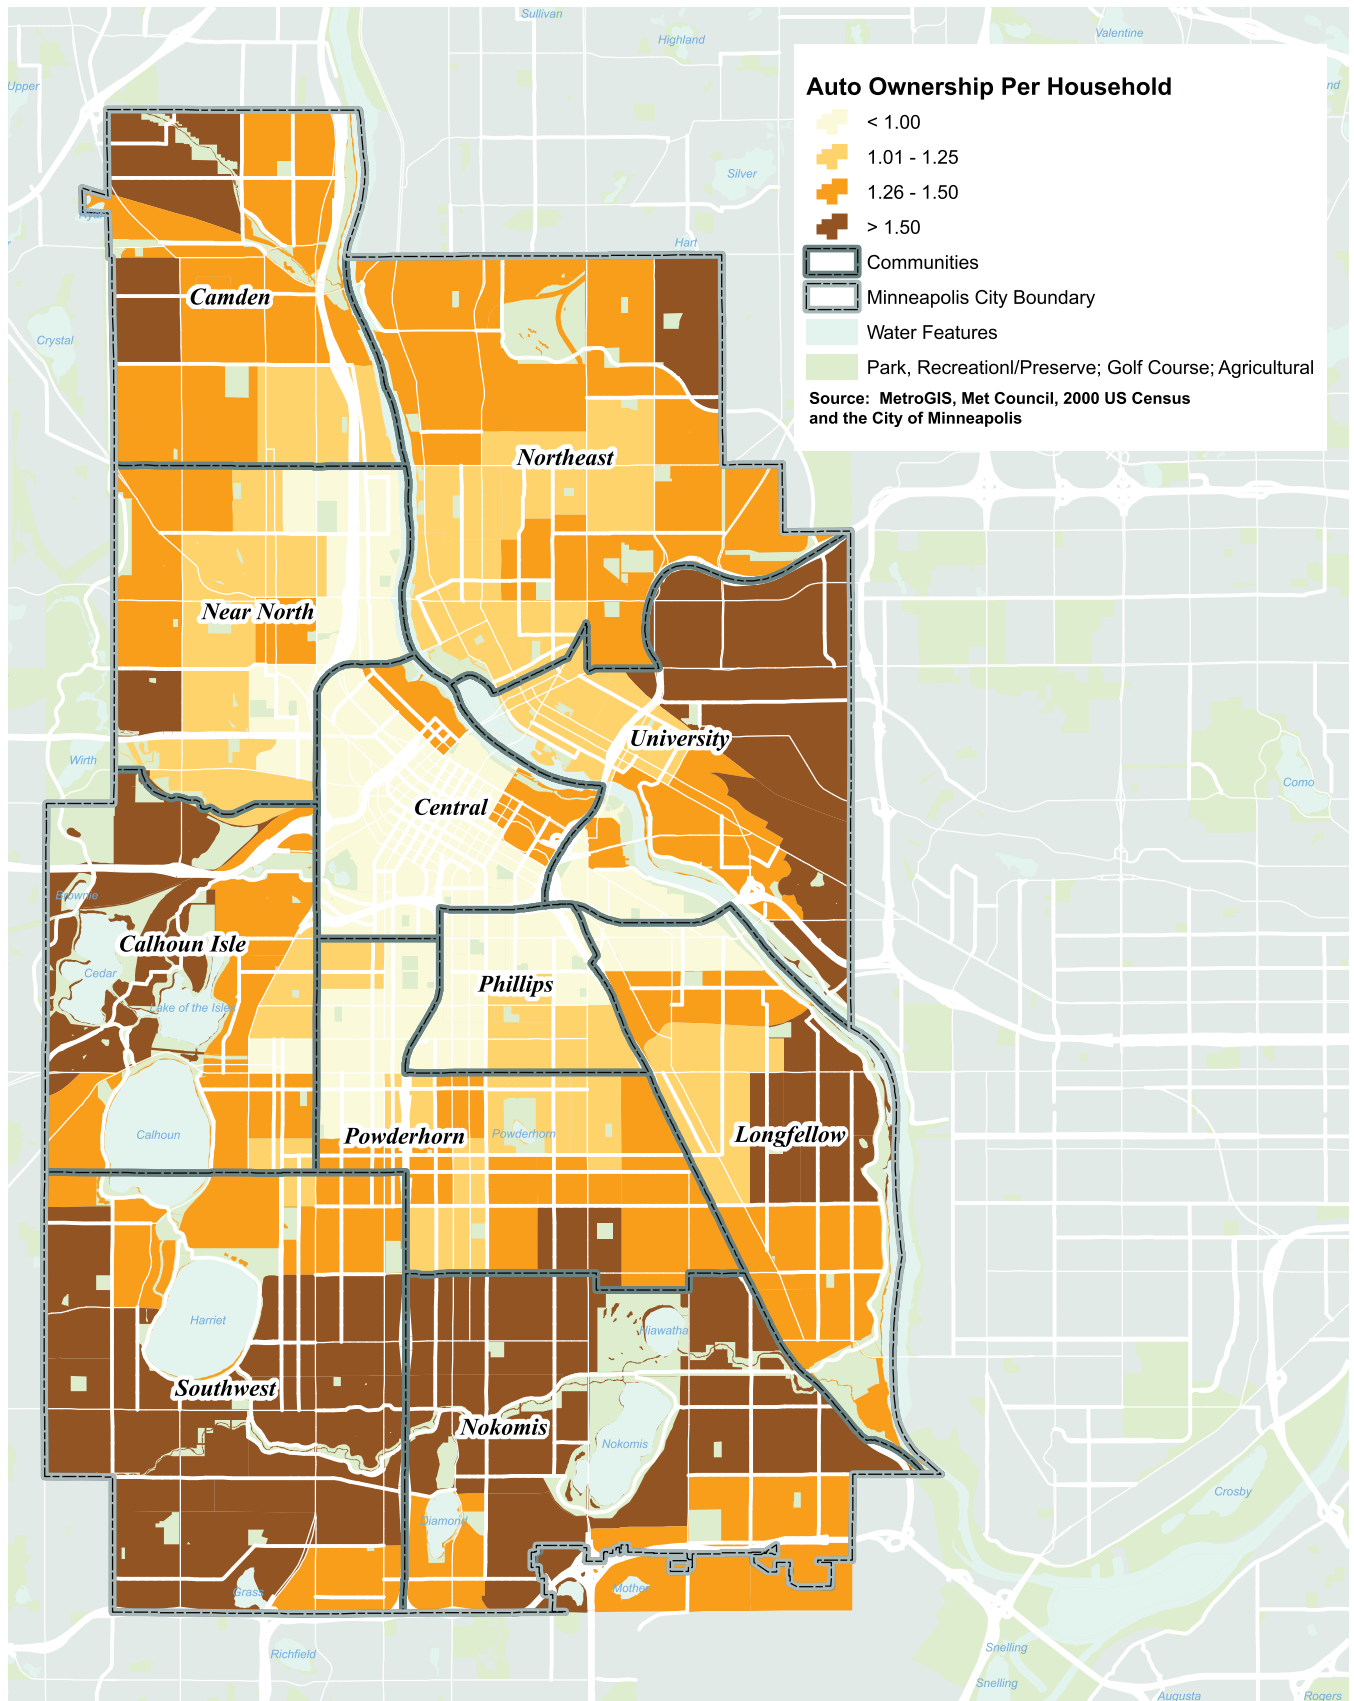 Sullivan
Highland
Valentine
Upper
nd
Auto Ownership Per Household
< 1.00
1.01 - 1.25
1.26 - 1.50
> 1.50
Communities
Minneapolis City Boundary
Water Features
Park, Recreationl/Preserve; Golf Course; Agricultural
Source: MetroGIS, Met Council, 2000 US Census
and the City of Minneapolis
Silver
Hart
Camden
Crystal
Northeast
Near North
University
Wirth
Como
Central
Brownie
Calhoun Isle
Cedar
Phillips
Lake of the Isles
Calhoun
Powderhorn
Powderhorn
Longfellow
Harriet
Hiawatha
Southwest
Nokomis
Nokomis
Crosby
Diamond
Grass
Mother
Richfield
Snelling
Snelling
Augusta
Rogers